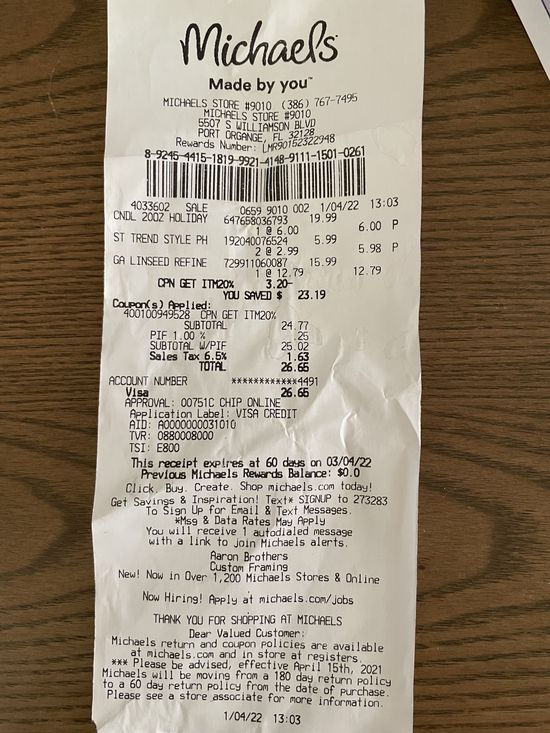 Michaels
Made by you™
MICHAELS STORE #9010 (386) 767-7495
MICHAELS STORE #9010
5507 S WILLIAMSON BLVD
PORT ORGANGE, FL 32128
Rewards Number: LMR90152322948
8-9245-4415-1819-9921-4148-9111-1501-0261
4033602 SALE 0659 9010 002 1/04/22 13:03
CNDL 20OZ HOLIDAY 647658036793 19.99
1 @ 6.00 6.00 P
ST TREND STYLE PH 192040076524 5.99
2 @ 2.99 5.98 P
GA LINSEED REFINE 729911060087 15.99
1 @ 12.79 12.79
CPN GET ITM20% 3.20-
YOU SAVED $ 23.19
Coupon(s) Applied:
400100949528 CPN GET ITM20%
SUBTOTAL 24.77
PIF 1.00 % .25
SUBTOTAL W/PIF 25.02
Sales Tax 6.5% 1.63
TOTAL 26.65
ACCOUNT NUMBER ************4491
Visa 26.65
APPROVAL: 00751C CHIP ONLINE
Application Label: VISA CREDIT
AID: A0000000031010
TVR: 0880008000
TSI: E800
This receipt expires at 60 days on 03/04/22
Previous Michaels Rewards Balance: $0.0
Click. Buy. Create. Shop michaels.com today!
Get Savings & Inspiration! Text* SIGNUP to 273283
To Sign Up for Email & Text Messages.
*Msg & Data Rates May Apply
You will receive 1 autodialed message
with a link to join Michaels alerts.
Aaron Brothers
Custom Framing
New! Now in Over 1,200 Michaels Stores & Online
Now Hiring! Apply at michaels.com/jobs
THANK YOU FOR SHOPPING AT MICHAELS
Dear Valued Customer:
Michaels return and coupon policies are available
at michaels.com and in store at registers.
*** Please be advised, effective April 15th, 2021
Michaels will be moving from a 180 day return policy
to a 60 day return policy from the date of purchase.
Please see a store associate for more information.
1/04/22 13:03